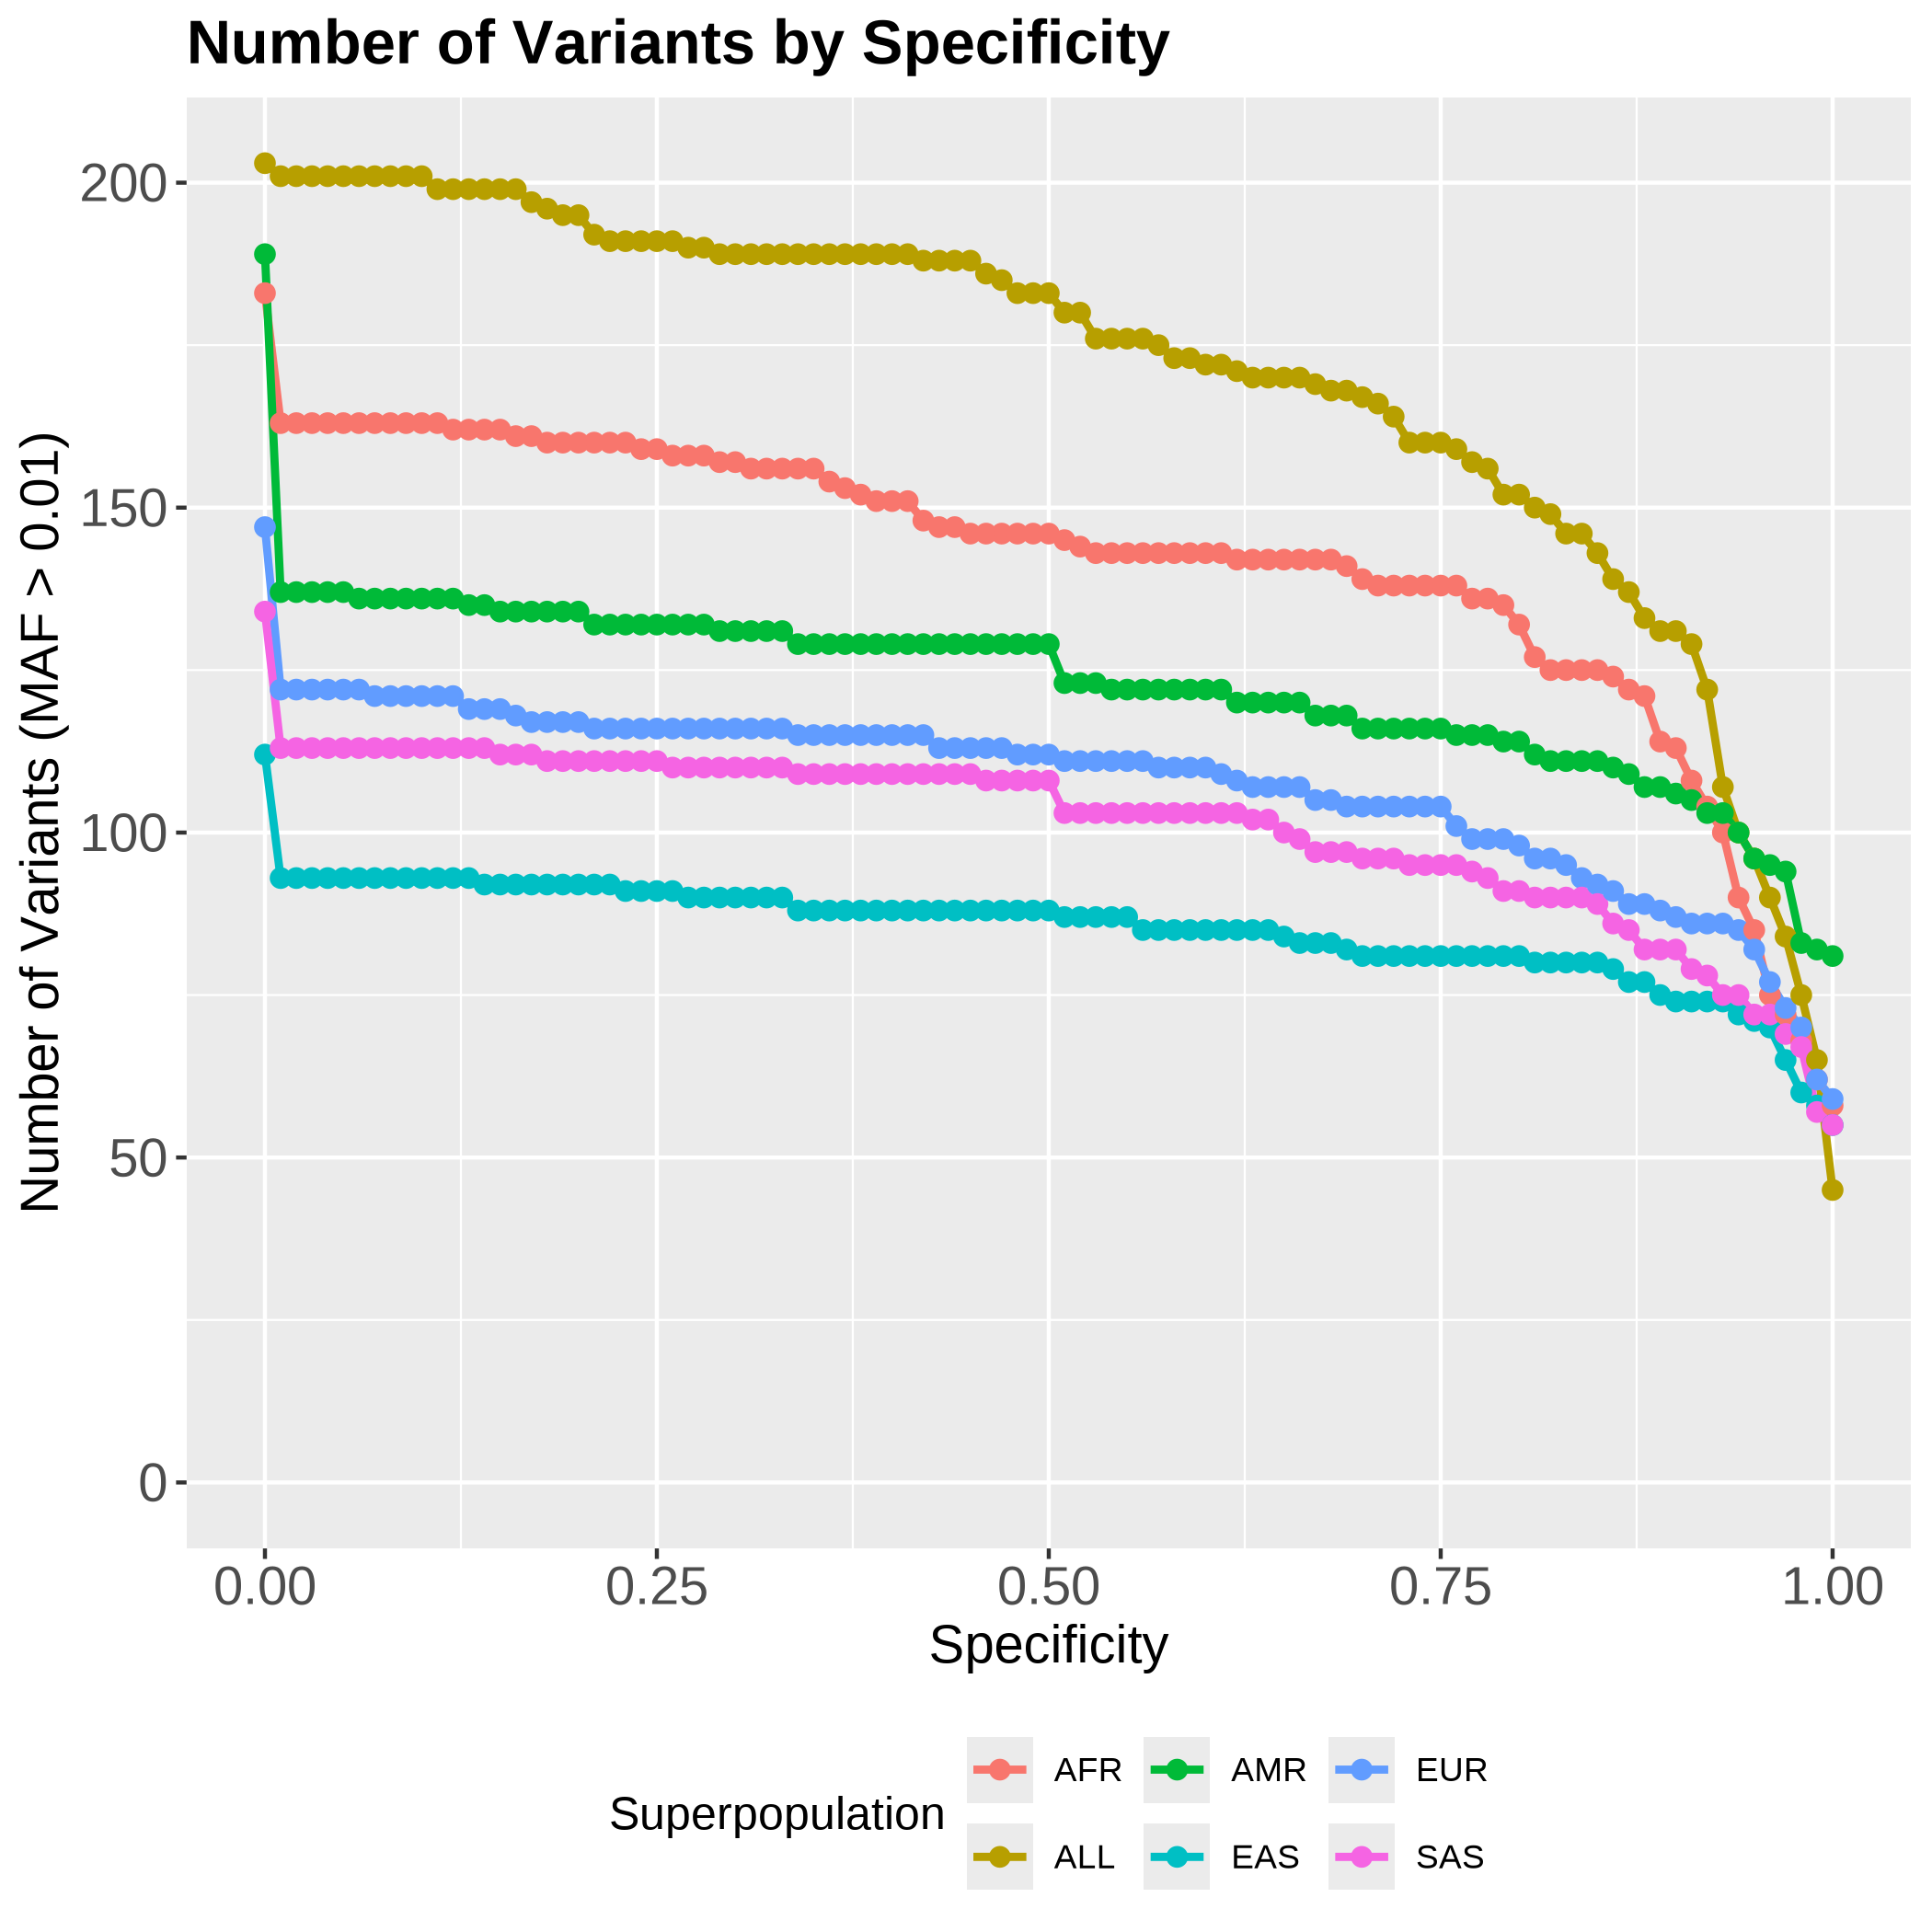 Number of Variants by Specificity
Number of Variants (MAF > 0.01)
200
150
100
50
0
0.00 0.25 0.50 0.75 1.00
Specificity
Superpopulation
AFR AMR EUR
ALL EAS SAS